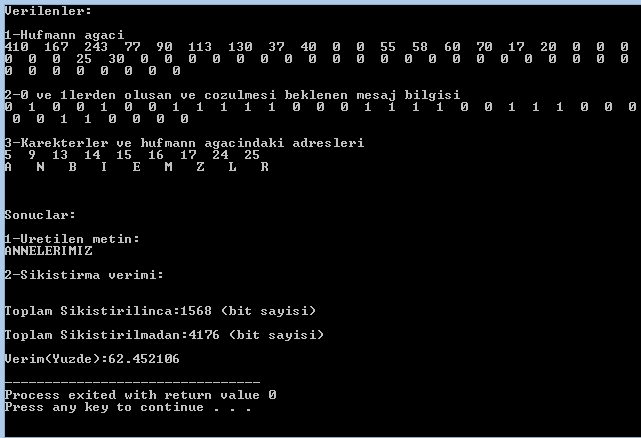 Verilenler:
1-Hufmann agaci
410 167 243 77 90 113 130 37 40 0 0 55 58 60 70 17 20 0 0 0
0 0 0 25 30 0 0 0 0 0 0 0 0 0 0 0 0 0 0 0 0 0 0
0 0 0 0 0 0 0 0
2-0 ve 1lerden olusan ve cozulmesi beklenen mesaj bilgisi
0 1 0 0 1 0 0 1 1 1 1 1 0 0 0 1 1 1 1 0 0 1 1 1 0 0 0
0 0 1 1 0 0 0 0
3-Karekterler ve hufmann agacindaki adresleri
5 9 13 14 15 16 17 24 25
A N B I E M Z L R
Sonuclar:
1-Uretilen metin:
ANNELERIMIZ
2-Sikistirma verimi:
Toplam Sikistirilinca:1568 (bit sayisi)
Toplam Sikistirilmadan:4176 (bit sayisi)
Verim(Yuzde):62.452106
--------------------------------
Process exited with return value 0
Press any key to continue . . .